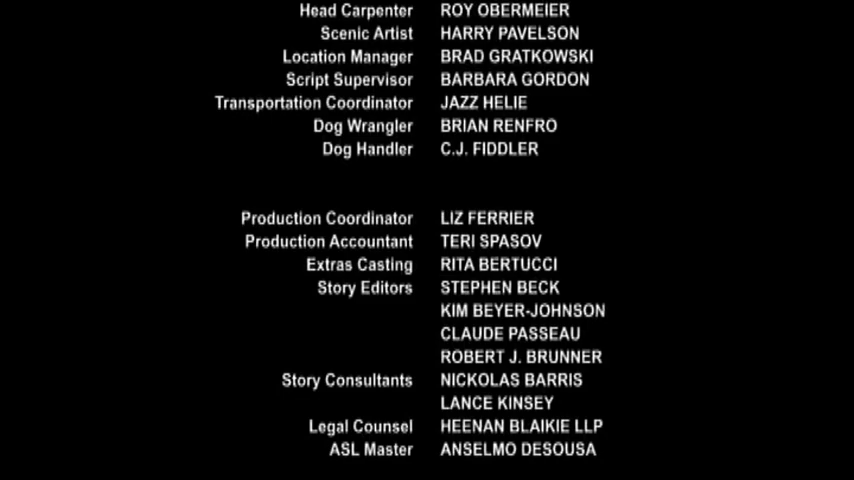 Head Carpenter ROY OBERMEIER
Scenic Artist HARRY PAVELSON
Location Manager BRAD GRATKOWSKI
Script Supervisor BARBARA GORDON
Transportation Coordinator JAZZ HELIE
Dog Wrangler BRIAN RENFRO
Dog Handler C.J. FIDDLER
Production Coordinator LIZ FERRIER
Production Accountant TERI SPASOV
Extras Casting RITA BERTUCCI
Story Editors STEPHEN BECK
KIM BEYER-JOHNSON
CLAUDE PASSEAU
ROBERT J. BRUNNER
Story Consultants NICKOLAS BARRIS
LANCE KINSEY
Legal Counsel HEENAN BLAIKIE LLP
ASL Master ANSELMO DESOUSA